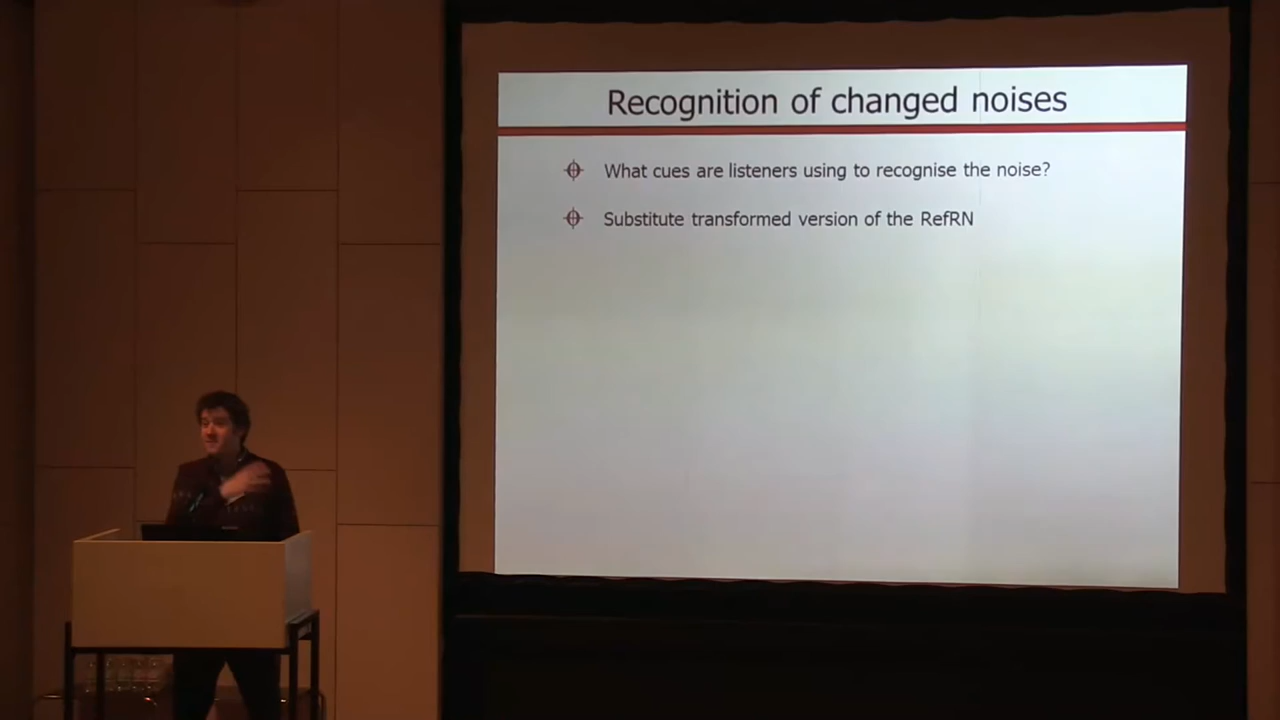 Recognition of changed noises
What cues are listeners using to recognise the noise?
Substitute transformed version of the RefRN